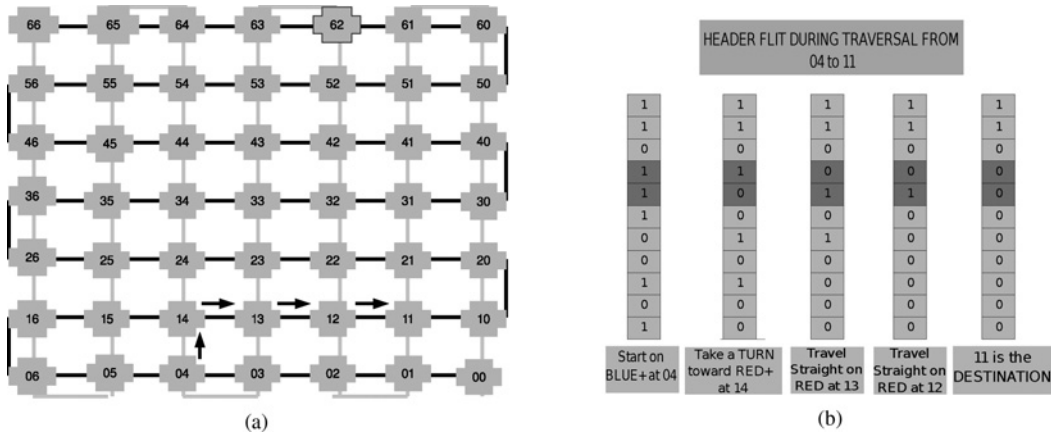 66 65 64 63 62 61 60
56 55 54 53 52 51 50
46 45 44 43 42 41 40
36 35 34 33 32 31 30
26 25 24 23 22 21 20
16 15 14 13 12 11 10
06 05 04 03 02 01 00
(a)
HEADER FLIT DURING TRAVERSAL FROM
04 to 11
1 1 1 1 1
1 1 1 1 1
0 0 0 0 0
1 1 0 0 0
1 0 1 1 0
1 0 0 0 0
0 1 1 0 0
0 0 0 0 0
1 1 0 0 0
0 0 0 0 0
1 0 0 0 0
Start on
BLUE+ at 04
Take a TURN
toward RED+
at 14
Travel
Straight on
RED at 13
Travel
Straight on
RED at 12
11 is the
DESTINATION
(b)